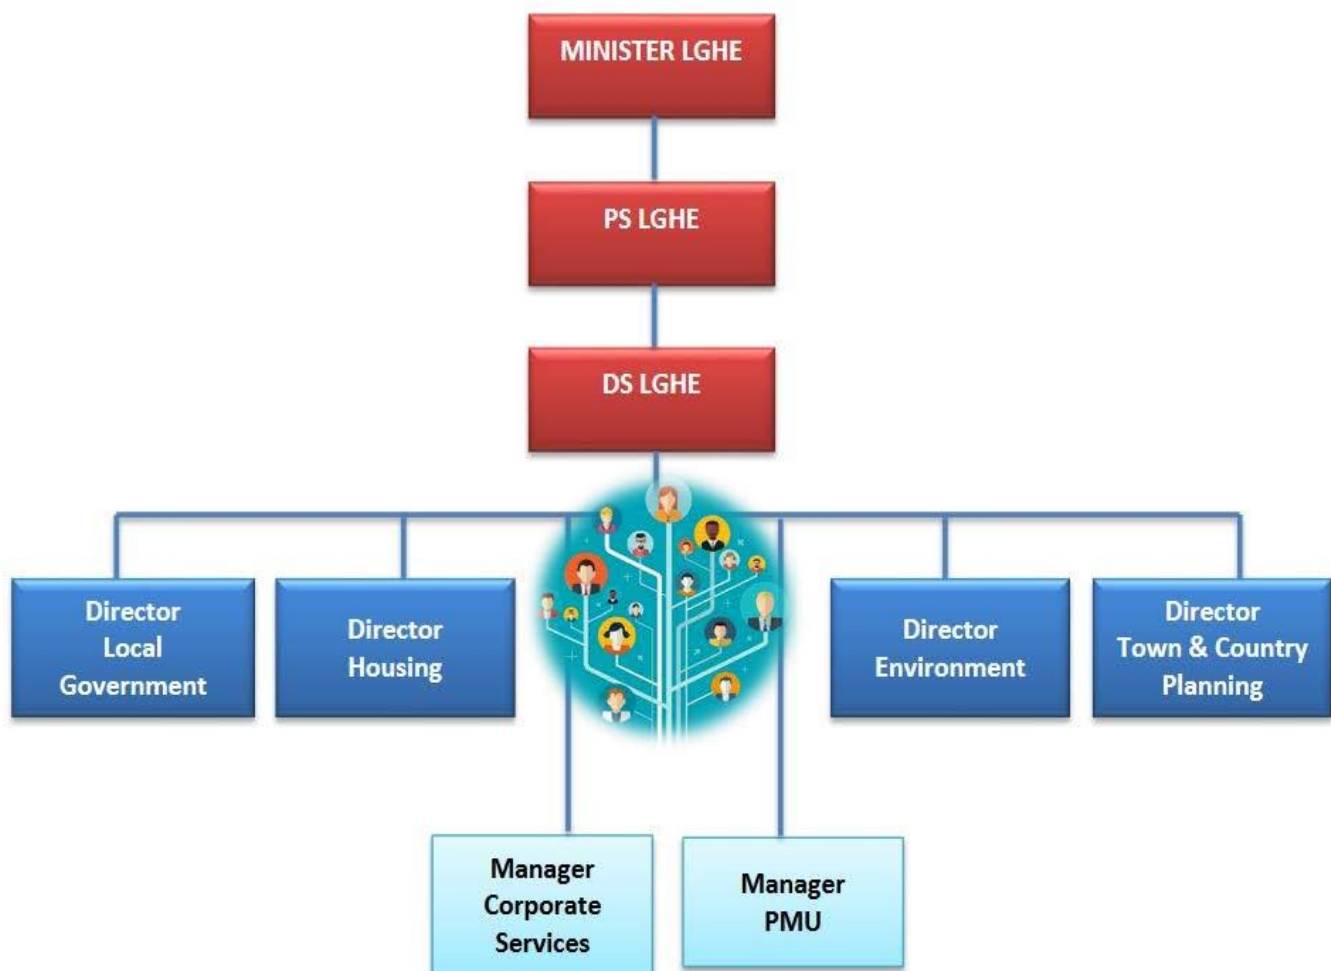 MINISTER LGHE
PS LGHE
DS LGHE
Director
Local
Government
Director
Housing
Director
Environment
Director
Town & Country
Planning
Manager
Corporate
Services
Manager
PMU